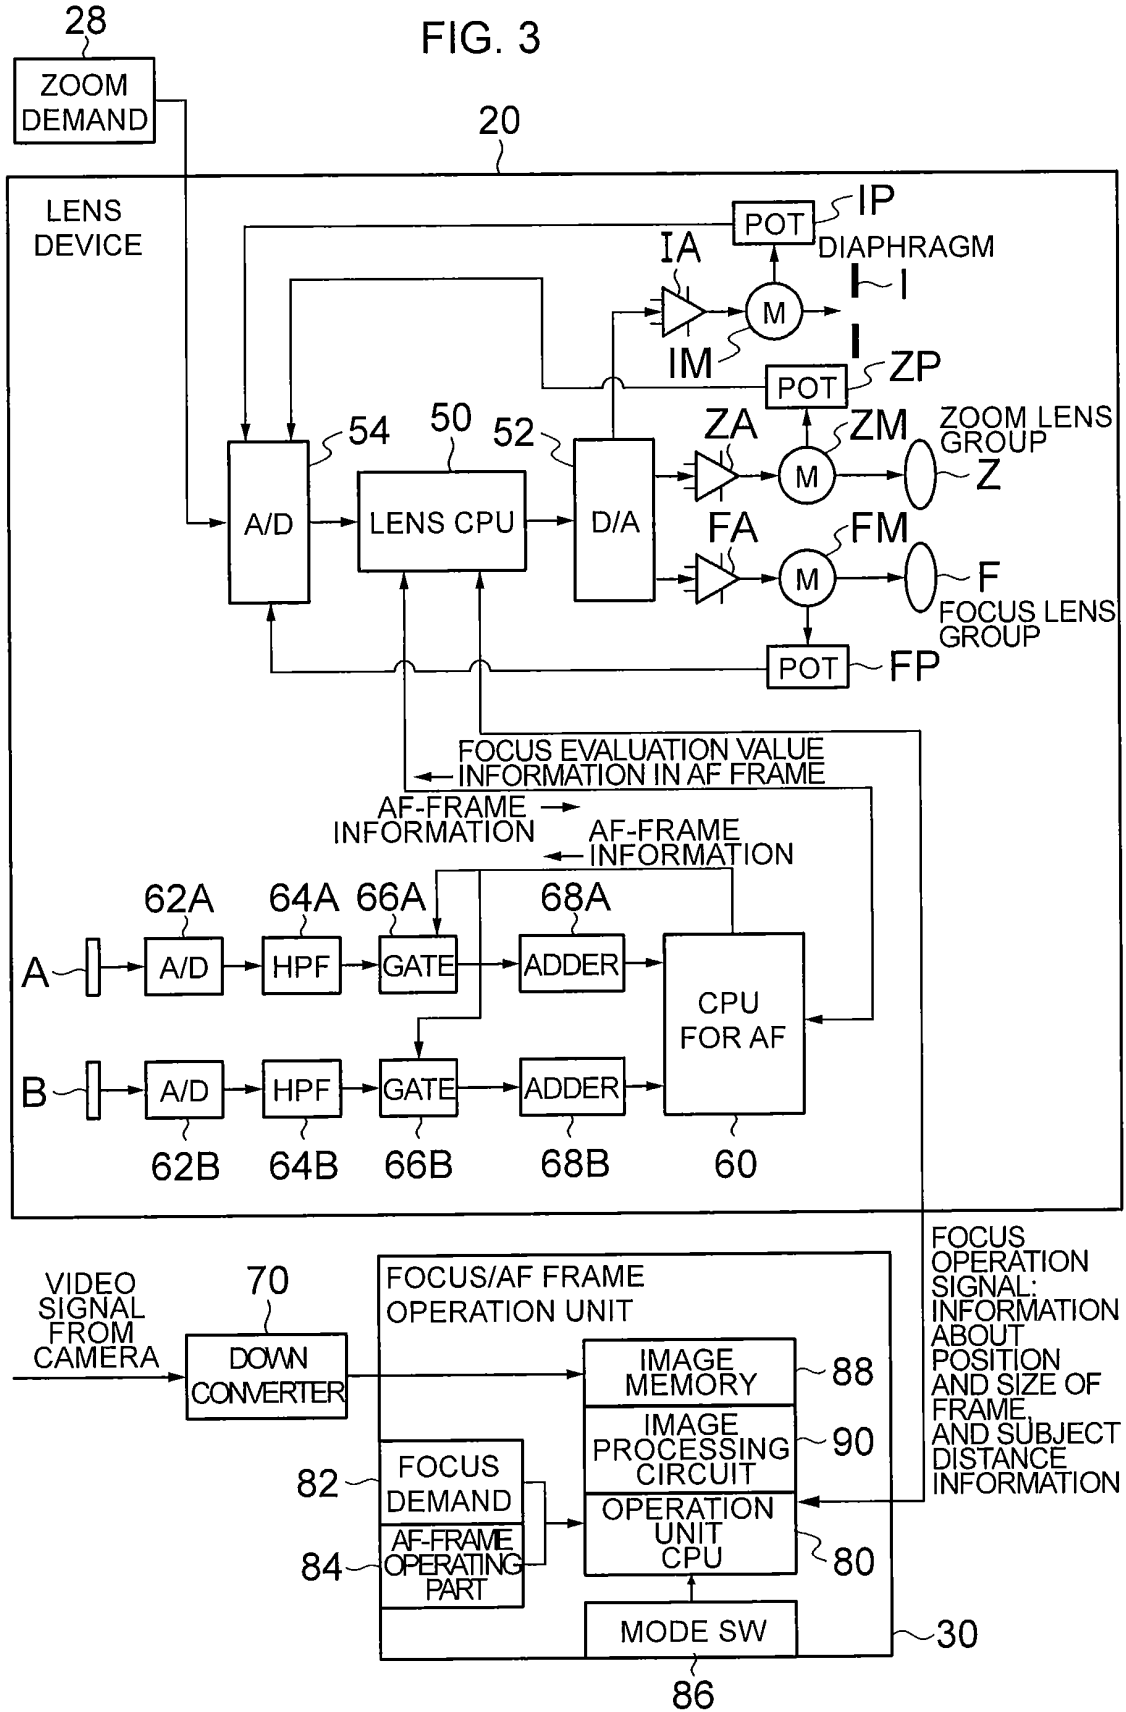 FIG. 3
28
ZOOM
DEMAND
20
LENS
DEVICE
POT
IP
DIAPHRAGM
IA
I
M
IM
POT
ZP
54
50
52
ZA
ZM
ZOOM LENS
GROUP
Z
M
A/D
LENS CPU
D/A
FA
FM
M
F
FOCUS LENS
GROUP
POT
FP
FOCUS EVALUATION VALUE
INFORMATION IN AF FRAME
AF-FRAME
INFORMATION
AF-FRAME
INFORMATION
62A
64A
66A
68A
A
A/D
HPF
GATE
ADDER
CPU
FOR AF
B
A/D
HPF
GATE
ADDER
62B
64B
66B
68B
60
FOCUS
OPERATION
SIGNAL:
INFORMATION
ABOUT
POSITION
AND SIZE OF
FRAME,
AND SUBJECT
DISTANCE
INFORMATION
VIDEO
SIGNAL
FROM
CAMERA
70
DOWN
CONVERTER
FOCUS/AF FRAME
OPERATION UNIT
IMAGE
MEMORY
88
IMAGE
PROCESSING
CIRCUIT
90
82
FOCUS
DEMAND
OPERATION
UNIT
CPU
80
84
AF-FRAME
OPERATING
PART
MODE SW
30
86